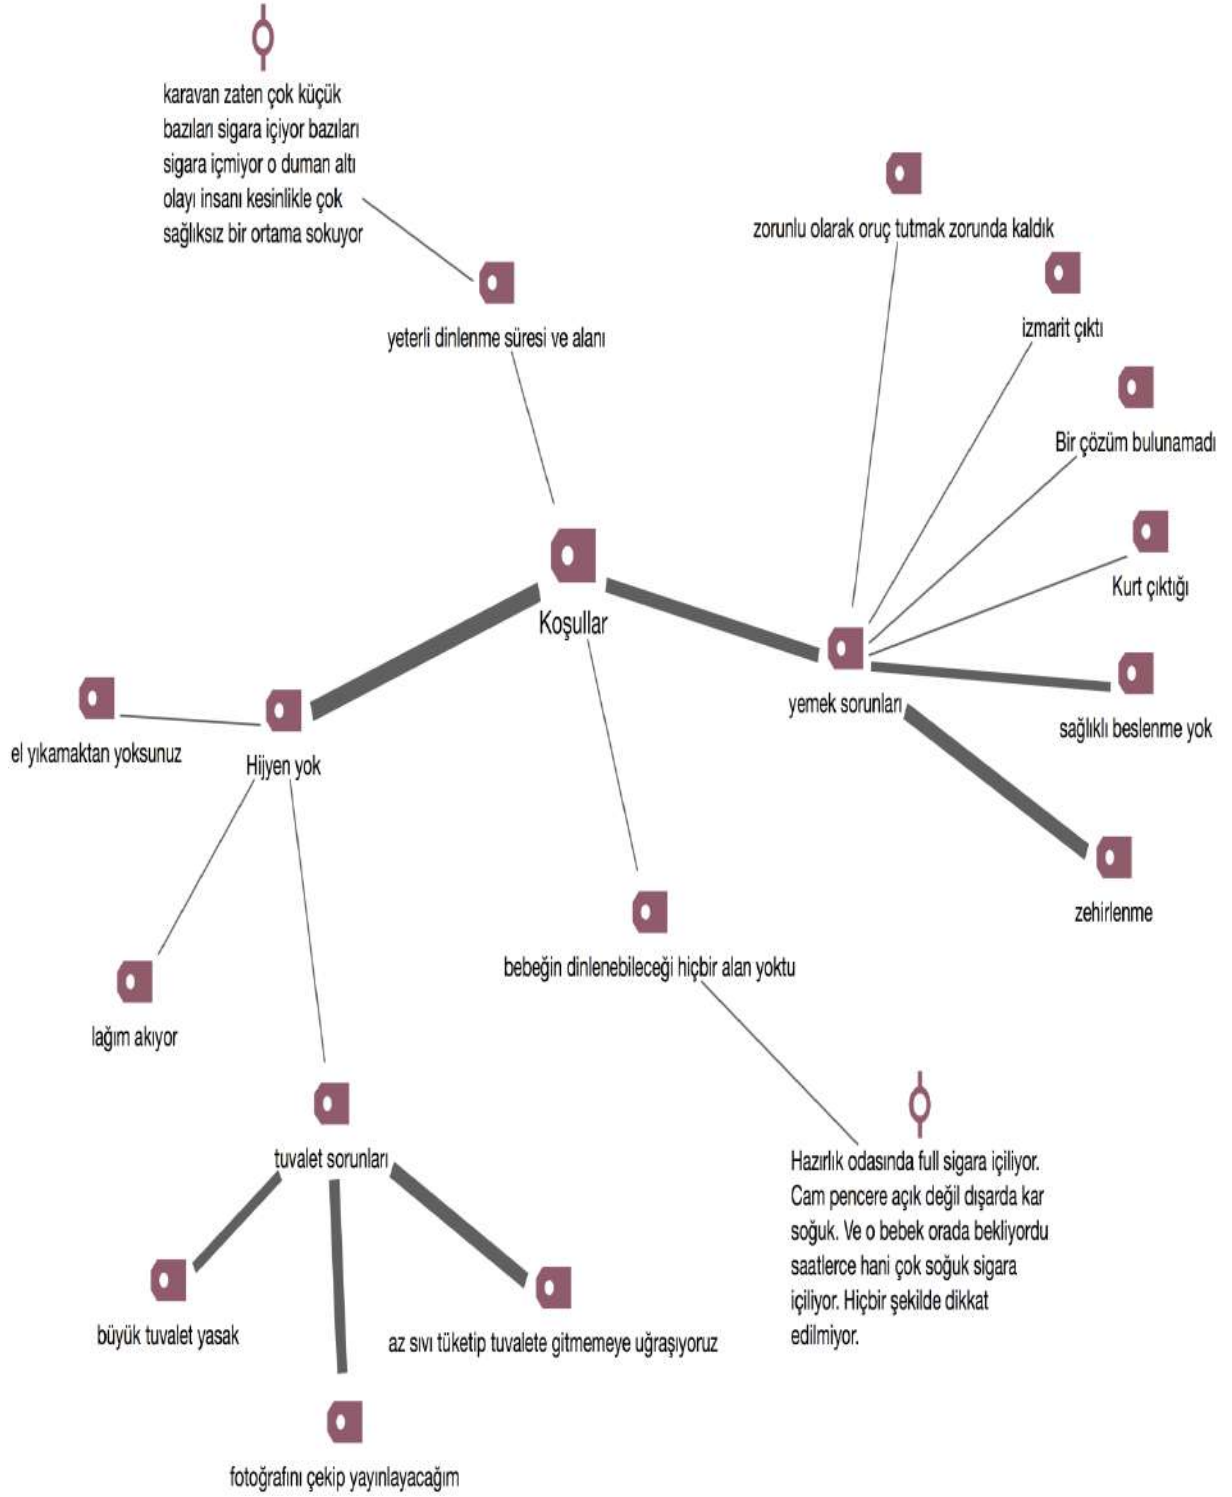 karavan zaten çok küçük
bazıları sigara içiyor bazıları
sigara içmiyor o duman altı
olayı insanı kesinlikle çok
sağlıksız bir ortama sokuyor
zorunlu olarak oruç tutmak zorunda kaldık
izmarit çıktı
yeterli dinlenme süresi ve alanı
Bir çözüm bulunamadı
Kurt çıktığı
Koşullar
yemek sorunları
sağlıklı beslenme yok
el yıkamaktan yoksunuz
Hijyen yok
zehirlenme
bebeğin dinlenebileceği hiçbir alan yoktu
lağım akıyor
tuvalet sorunları
Hazırlık odasında full sigara içiliyor.
Cam pencere açık değil dışarda kar
soğuk. Ve o bebek orada bekliyordu
saatlerce hani çok soğuk sigara
içiliyor. Hiçbir şekilde dikkat
edilmiyor.
büyük tuvalet yasak
az sıvı tüketip tuvalete gitmemeye uğraşıyoruz
fotoğrafını çekip yayınlayacağım